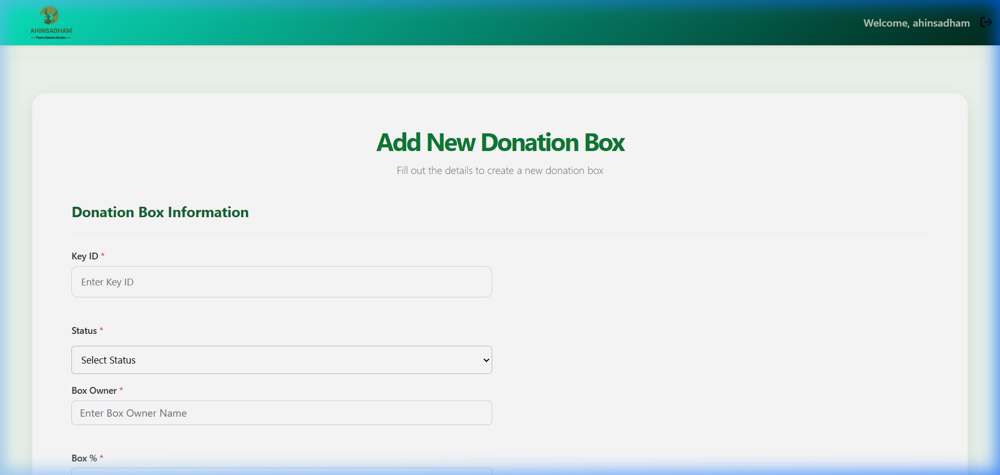 AHINSADHAM
Pashu Raksha Kendra
Welcome, ahinsadham
Add New Donation Box
Fill out the details to create a new donation box
Donation Box Information
Key ID *
Enter Key ID
Status *
Select Status
Box Owner *
Enter Box Owner Name
Box % *